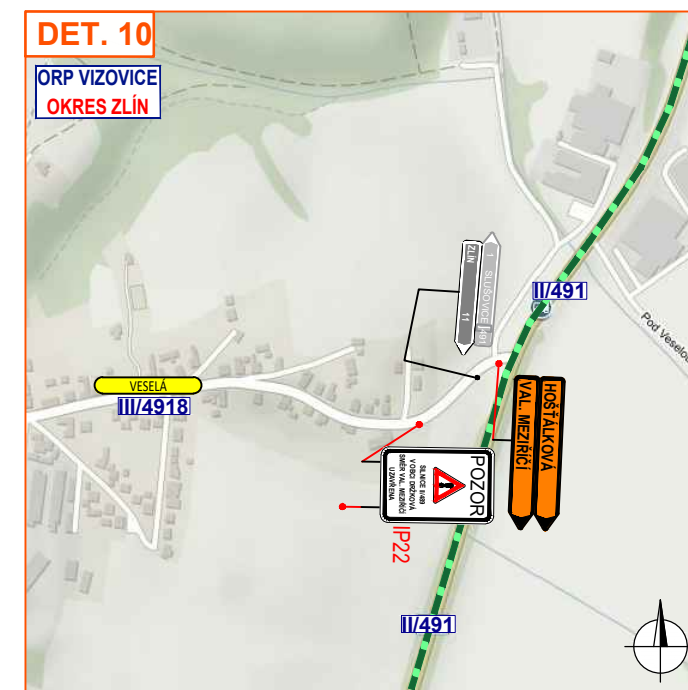 DET. 10
ORP VIZOVICE
OKRES ZLÍN
1 SLUŠOVICE 491
ZLÍN 11
II/491
Pod Veselou
VESELÁ
III/4918
HOŠŤÁLKOVÁ
VAL. MEZIŘÍČÍ
POZOR
SILNICE II/489
V OBCI DRŽKOVÁ
SMĚR VAL. MEZIŘÍČÍ
UZAVŘENA
IP22
II/491